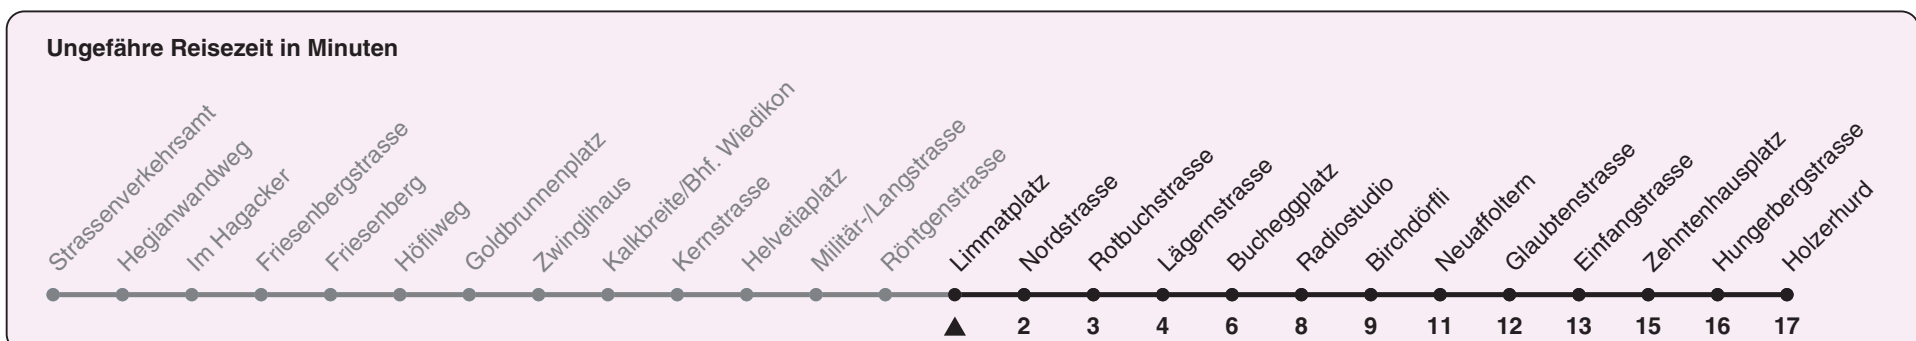 Ungefähre Reisezeit in Minuten
Strassenverkehrsamt
Hegianwandweg
Im Hagacker
Friesenbergstrasse
Friesenberg
Höfliweg
Goldbrunnenplatz
Zwinglihaus
Kalkbreite/Bhf. Wiedikon
Kernstrasse
Helvetiaplatz
Militär-/Langstrasse
Röntgenstrasse
Limmatplatz
Nordstrasse
Rotbuchstrasse
Lägernstrasse
Bucheggplatz
Radiostudio
Birchdörfli
Neuaffoltern
Glaubtenstrasse
Einfangstrasse
Zehntenhausplatz
Hungerbergstrasse
Holzerhurd
2 3 4 6 8 9 11 12 13 15 16 17